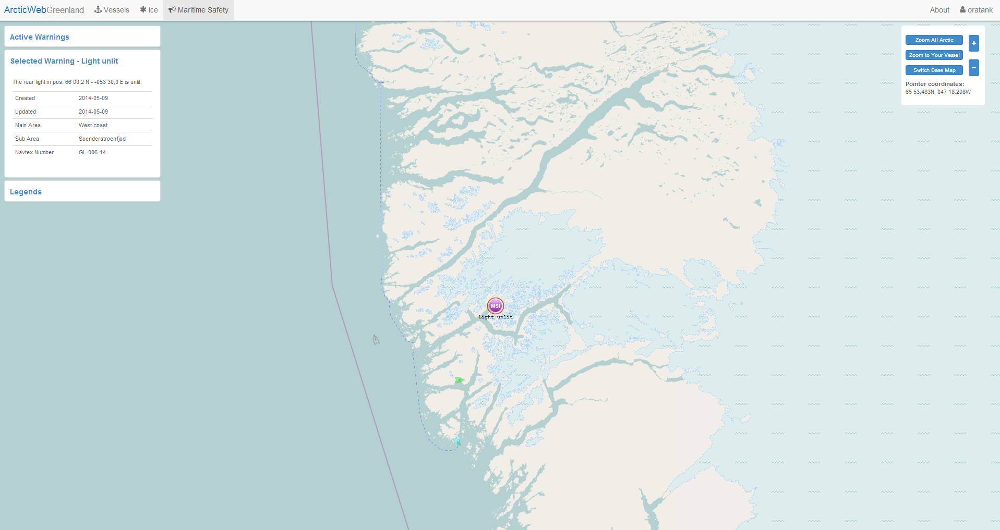 ArcticWebGreenland Vessels Ice Maritime Safety About oratank
Active Warnings
Selected Warning - Light unlit
The rear light in pos. 66 00,2 N - -053 30,0 E is unlit.
Created 2014-05-09
Updated 2014-05-09
Main Area West coast
Sub Area Soenderstroenfjod
Navtex Number GL-006-14
Legends
Zoom All Arctic +
Zoom to Your Vessel
Switch Base Map −
Pointer coordinates:
65 53.483N, 047 18.208W
MSI
Light unlit